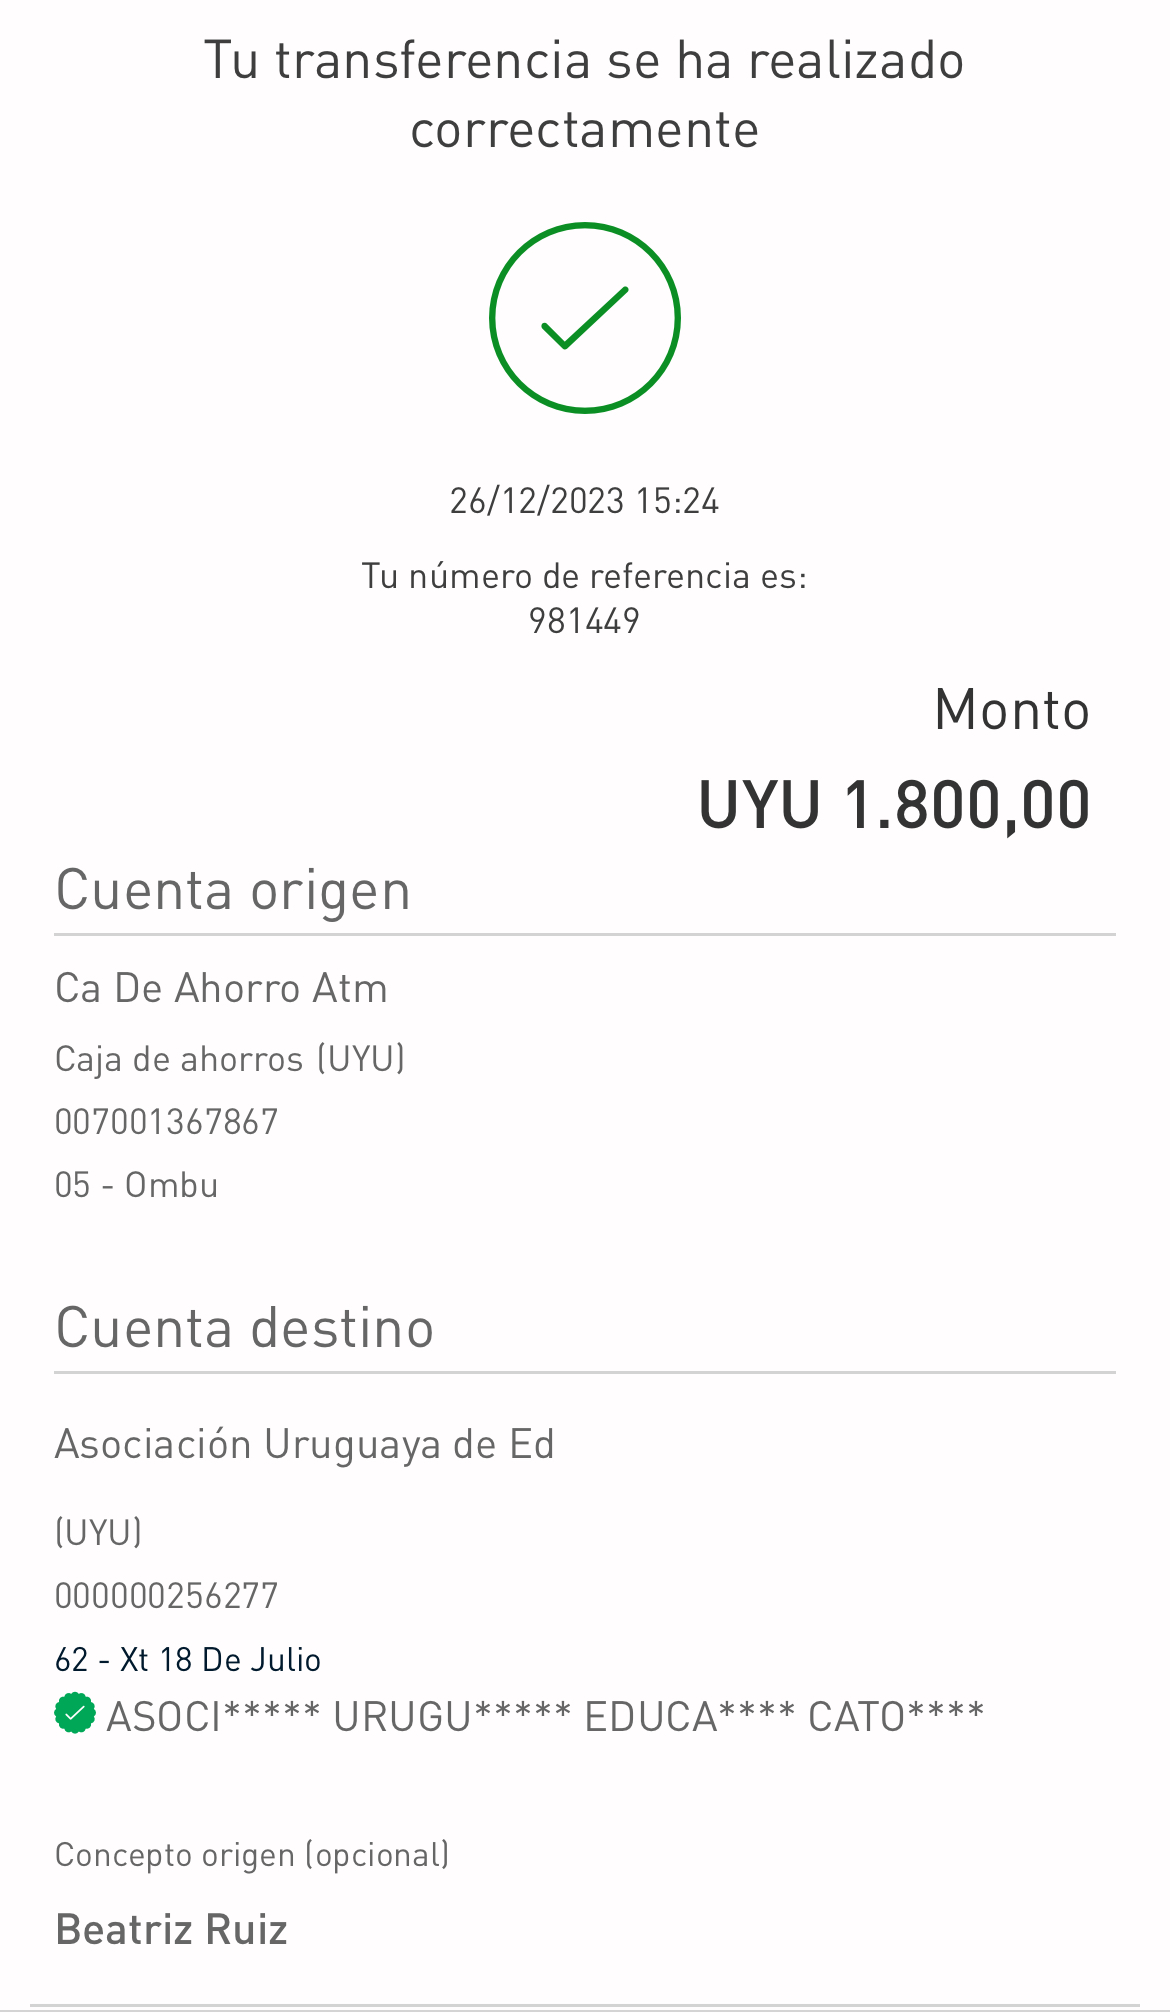 Tu transferencia se ha realizado
correctamente
26/12/2023 15:24
Tu número de referencia es:
981449
Monto
UYU 1.800,00
Cuenta origen
Ca De Ahorro Atm
Caja de ahorros (UYU)
007001367867
05 - Ombu
Cuenta destino
Asociación Uruguaya de Ed
(UYU)
000000256277
62 - Xt 18 De Julio
ASOCI***** URUGU***** EDUCA**** CATO****
Concepto origen (opcional)
Beatriz Ruiz